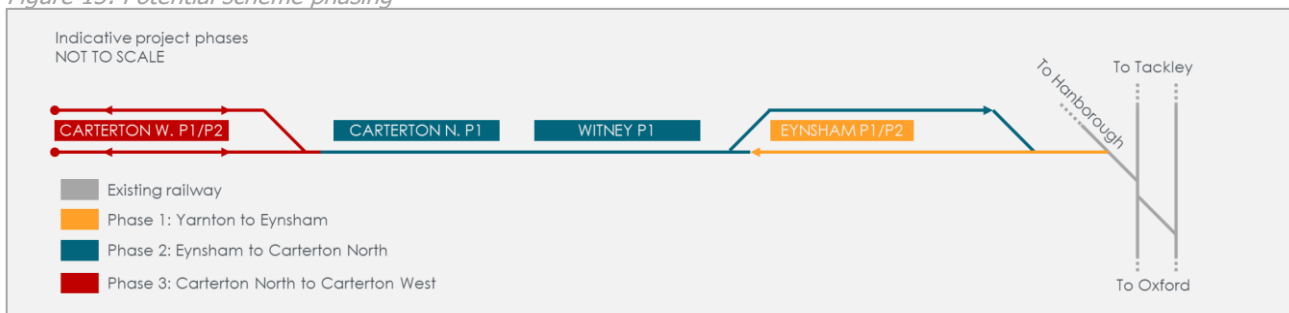 Figure 15: Potential scheme phasing
Indicative project phases
NOT TO SCALE
To Hanborough
To Tackley
CARTERTON W. P1/P2
CARTERTON N. P1
WITNEY P1
EYNSHAM P1/P2
Existing railway
Phase 1: Yarnton to Eynsham
Phase 2: Eynsham to Carterton North
Phase 3: Carterton North to Carterton West
To Oxford